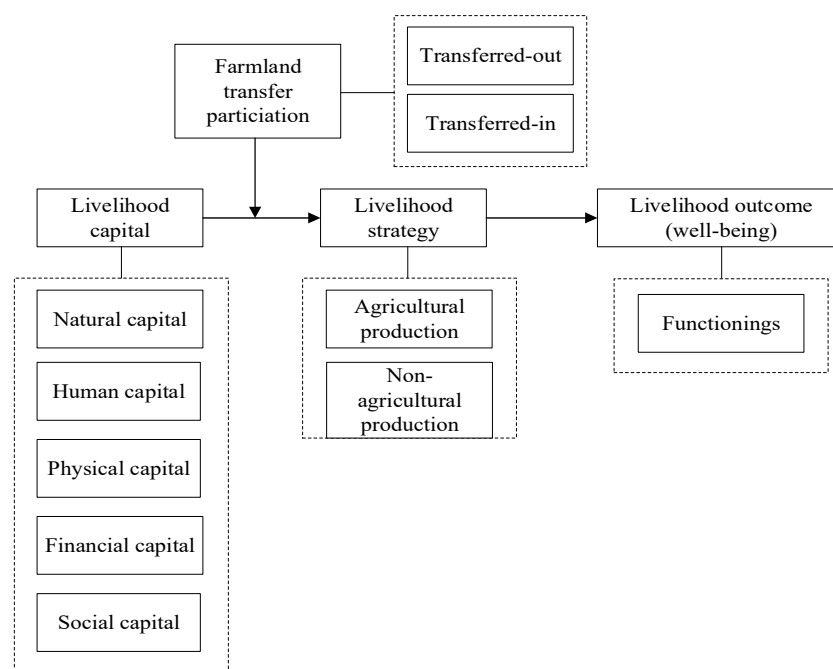 Farmland
transfer
particiation
Transferred-out
Transferred-in
Livelihood
capital
Livelihood
strategy
Livelihood outcome
(well-being)
Natural capital
Human capital
Physical capital
Financial capital
Social capital
Agricultural
production
Non-
agricultural
production
Functionings